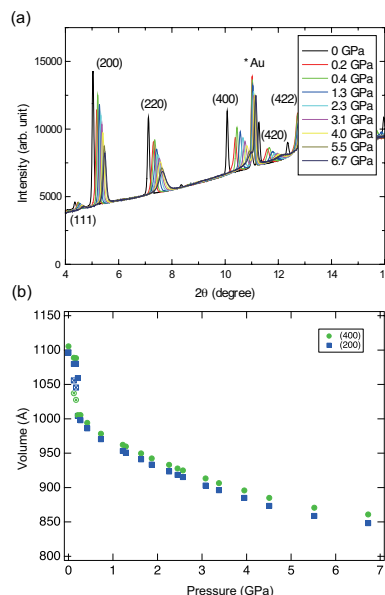 (a)
(200)
(220)
(400)
* Au
(422)
(420)
(111)
0 GPa
0.2 GPa
0.4 GPa
1.3 GPa
2.3 GPa
3.1 GPa
4.0 GPa
5.5 GPa
6.7 GPa
Intensity (arb. unit)
15000
10000
5000
0
4 6 8 10 12 14 16
2θ (degree)
(b)
(400)
(200)
Volume (Å)
1150
1100
1050
1000
950
900
850
800
0 1 2 3 4 5 6 7
Pressure (GPa)